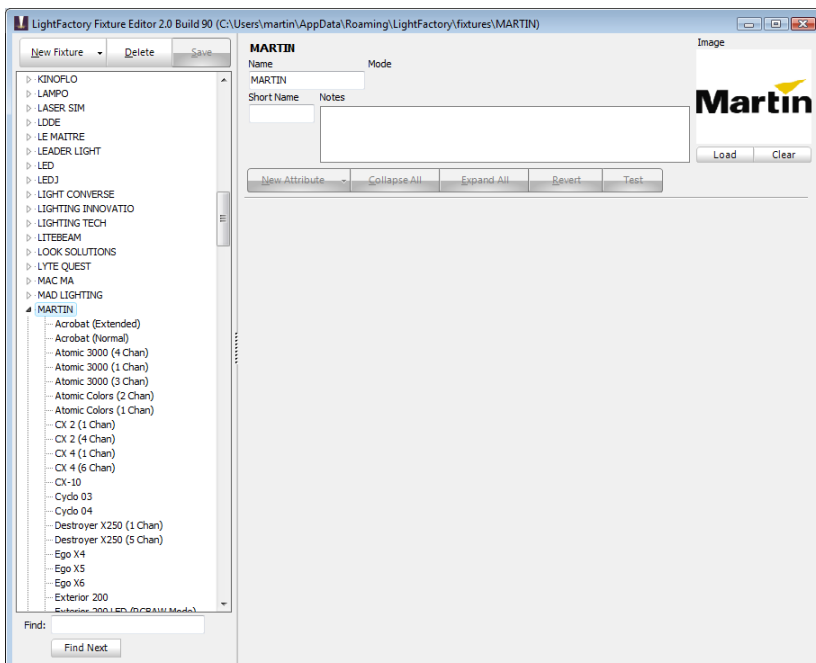 LightFactory Fixture Editor 2.0 Build 90 (C:\Users\martin\AppData\Roaming\LightFactory\fixtures\MARTIN)
New Fixture Delete Save
KINOFLO
LAMPO
LASER SIM
LDDE
LE MAITRE
LEADER LIGHT
LED
LEDJ
LIGHT CONVERSE
LIGHTING INNOVATIO
LIGHTING TECH
LITEBEAM
LOOK SOLUTIONS
LYTE QUEST
MAC MA
MAD LIGHTING
MARTIN
Acrobat (Extended)
Acrobat (Normal)
Atomic 3000 (4 Chan)
Atomic 3000 (1 Chan)
Atomic 3000 (3 Chan)
Atomic Colors (2 Chan)
Atomic Colors (1 Chan)
CX 2 (1 Chan)
CX 2 (4 Chan)
CX 4 (1 Chan)
CX 4 (6 Chan)
CX-10
Cyclo 03
Cyclo 04
Destroyer X250 (1 Chan)
Destroyer X250 (5 Chan)
Ego X4
Ego X5
Ego X6
Exterior 200
Exterior 200 LED (RGBAW Mode)
Find:
Find Next
MARTIN
Name Mode
MARTIN
Short Name Notes
Image
Martin
Load Clear
New Attribute Collapse All Expand All Revert Test